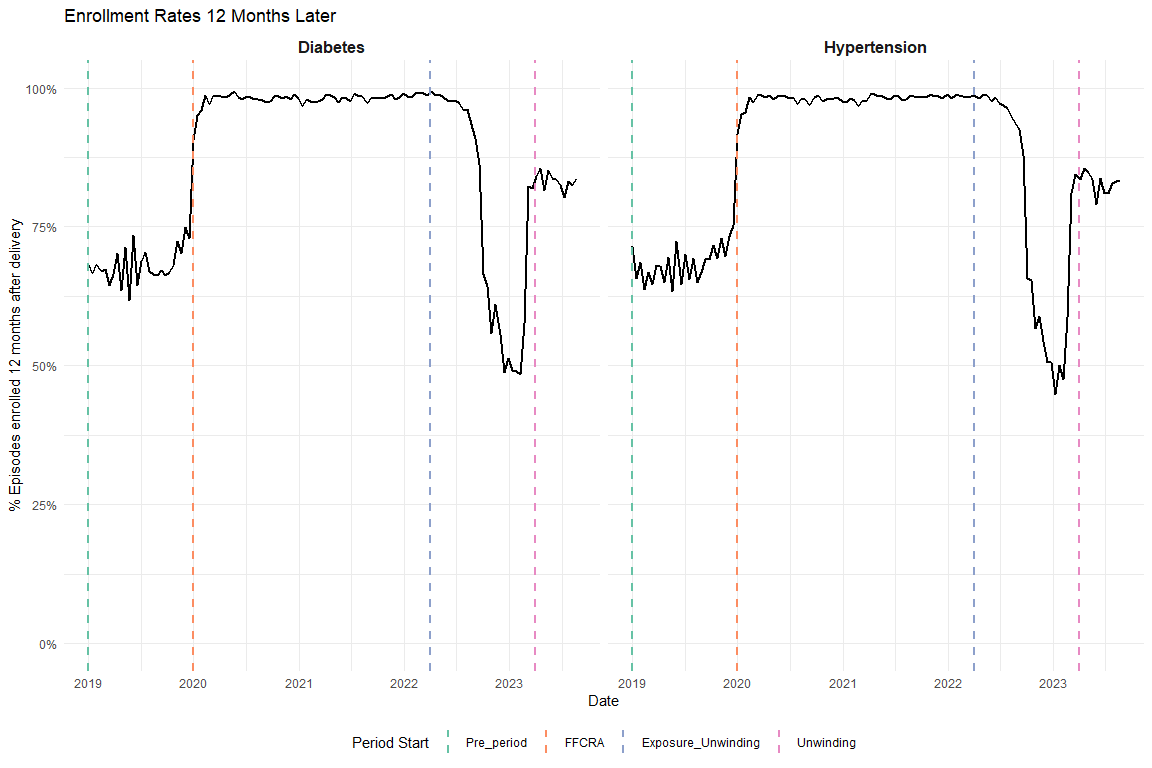 Enrollment Rates 12 Months Later
Diabetes
Hypertension
% Episodes enrolled 12 months after delivery
100%
75%
50%
25%
0%
2019
2020
2021
2022
2023
2019
2020
2021
2022
2023
Date
Period Start
Pre_period
FFCRA
Exposure_Unwinding
Unwinding